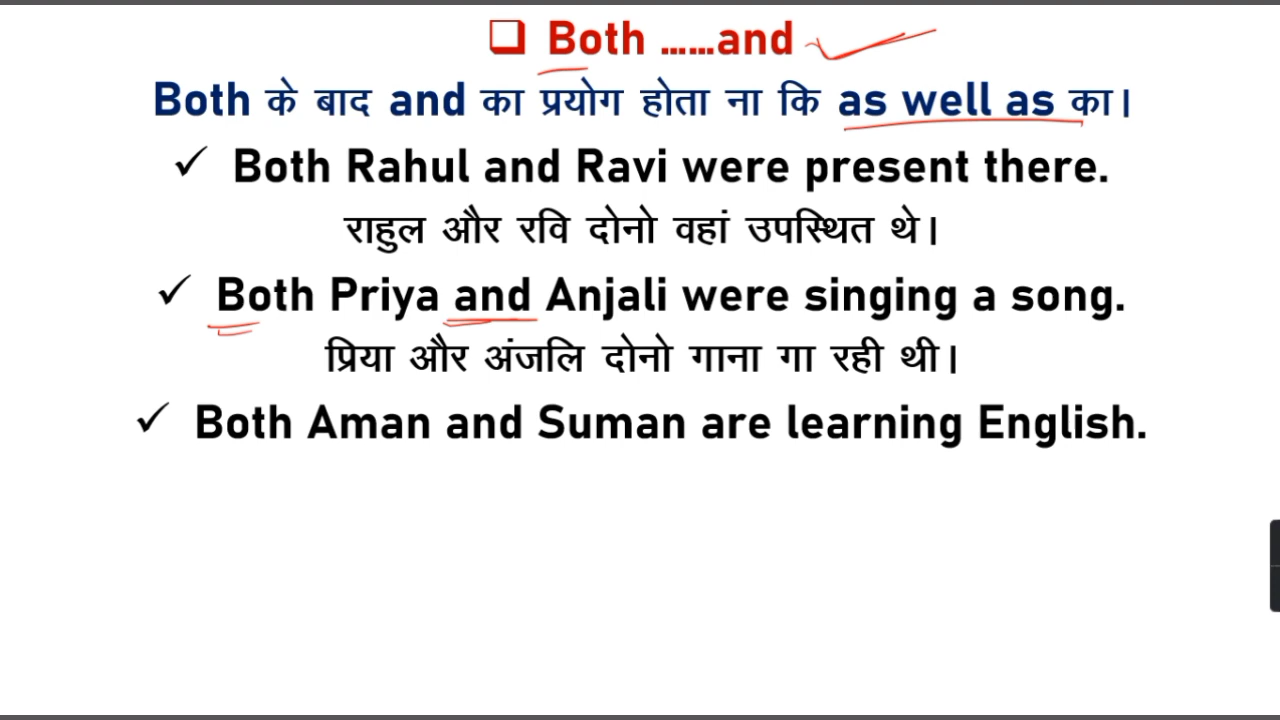 ❑ Both ......and
Both के बाद and का प्रयोग होता ना कि as well as का।
✓ Both Rahul and Ravi were present there.
राहुल और रवि दोनो वहां उपस्थित थे।
✓ Both Priya and Anjali were singing a song.
प्रिया और अंजलि दोनो गाना गा रही थी।
✓ Both Aman and Suman are learning English.